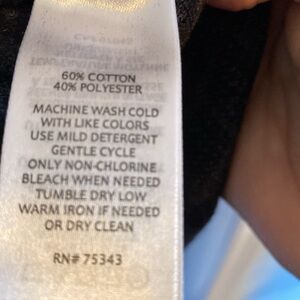 60% COTTON
40% POLYESTER
MACHINE WASH COLD
WITH LIKE COLORS
USE MILD DETERGENT
GENTLE CYCLE
ONLY NON-CHLORINE
BLEACH WHEN NEEDED
TUMBLE DRY LOW
WARM IRON IF NEEDED
OR DRY CLEAN
RN# 75343